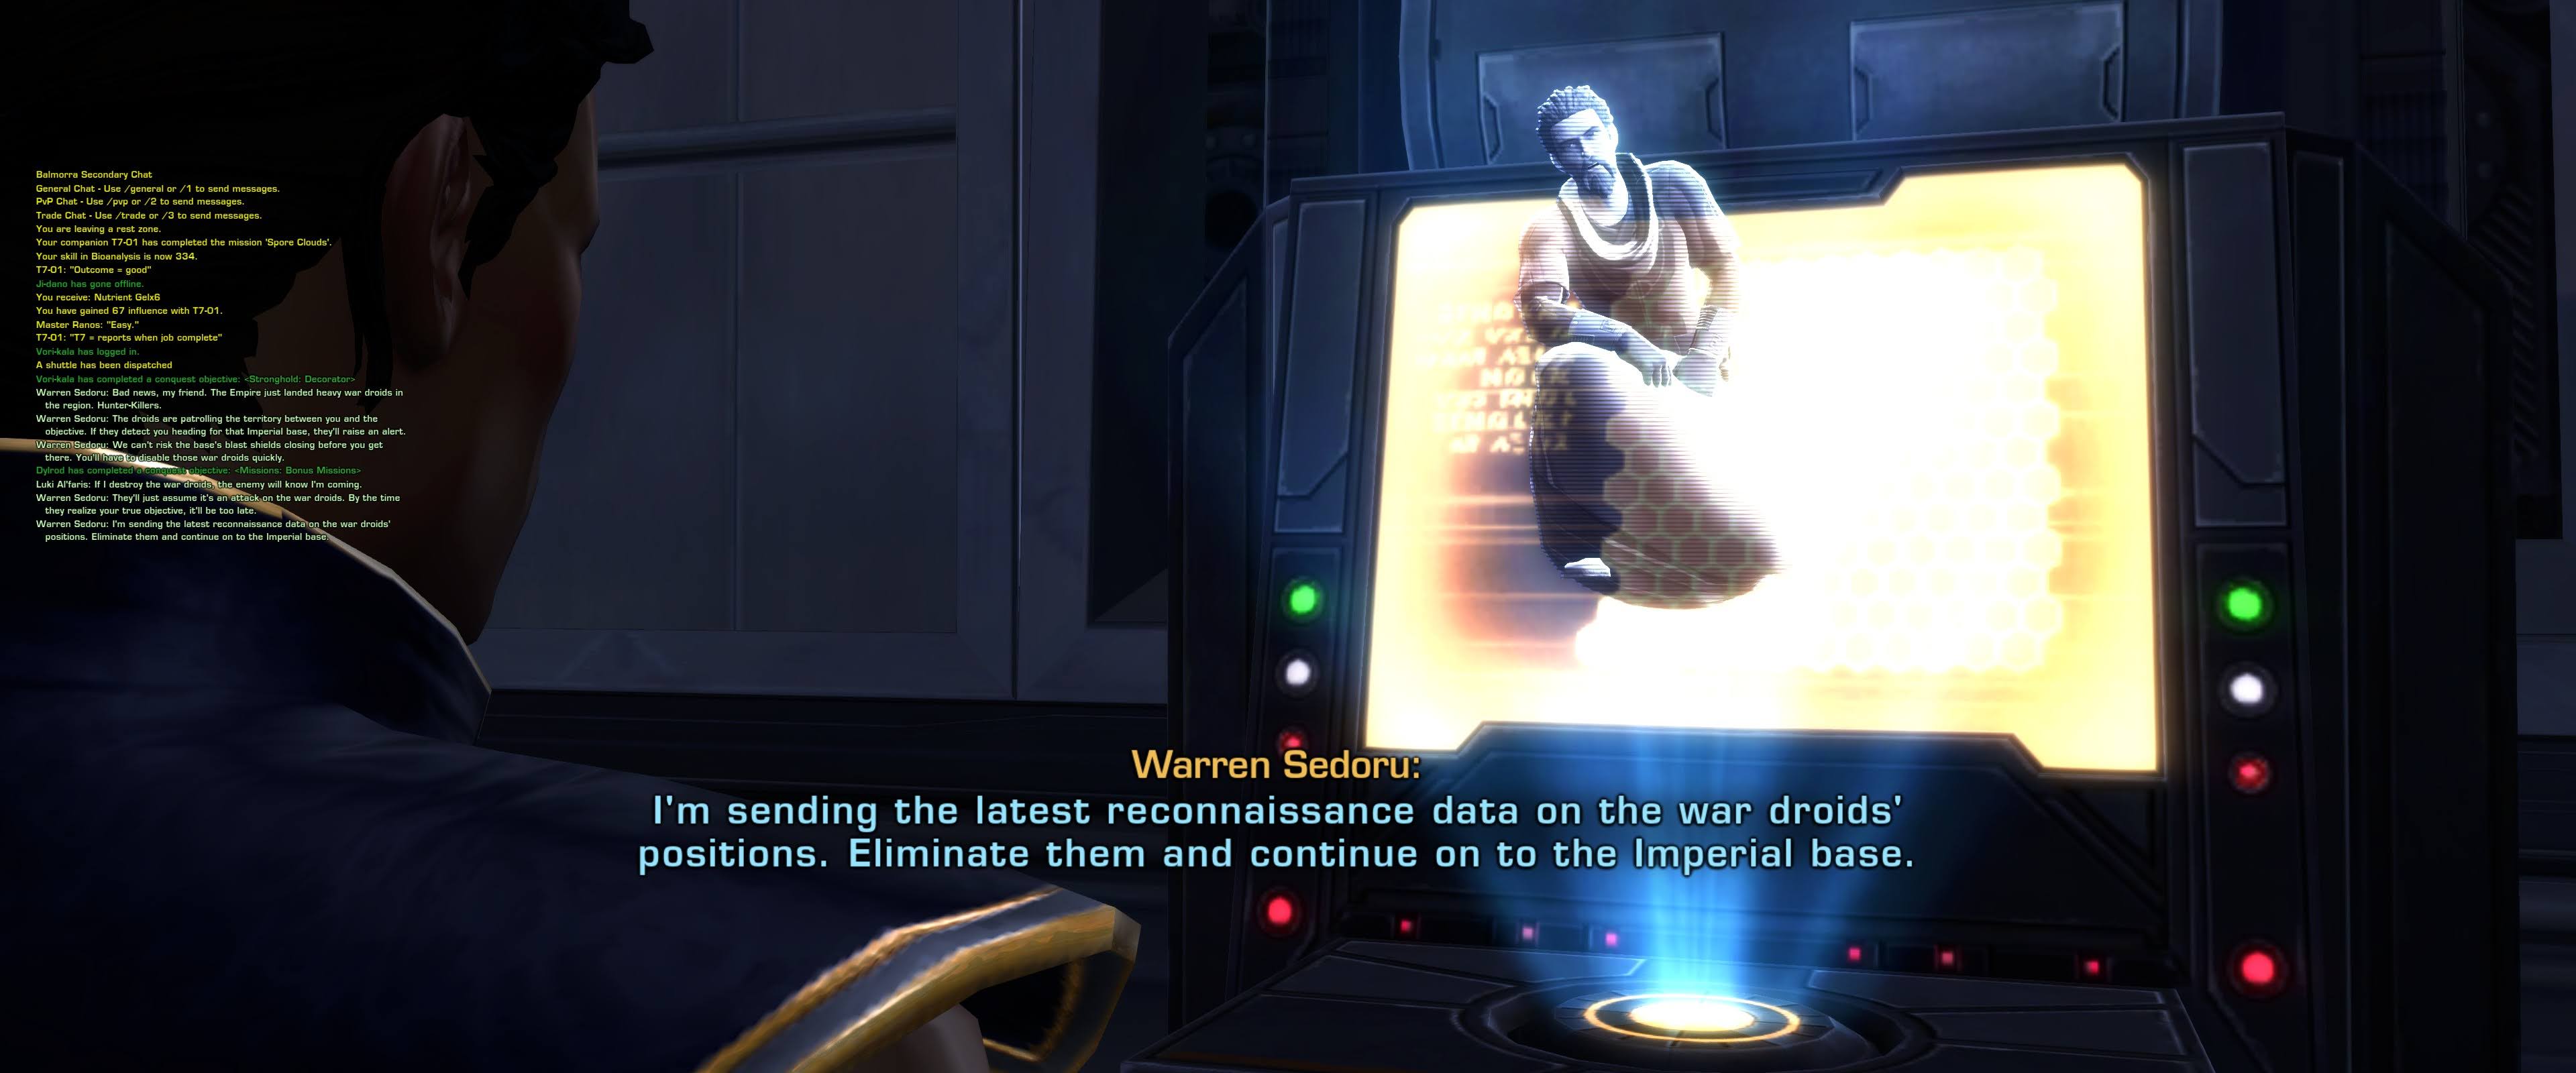 Balmorra Secondary Chat
General Chat - Use /general or /1 to send messages.
PvP Chat - Use /pvp or /2 to send messages.
Trade Chat - Use /trade or /3 to send messages.
You are leaving a rest zone.
Your companion T7-01 has completed the mission 'Spore Clouds'.
Your skill in Bioanalysis is now 334.
T7-01: "Outcome = good"
Ji-dano has gone offline.
You receive: Nutrient Gelx6
You have gained 67 influence with T7-01.
Master Ranos: "Easy."
T7-01: "T7 = reports when job complete"
Vori-kala has logged in.
A shuttle has been dispatched
Vori-kala has completed a conquest objective: <Stronghold: Decorator>
Warren Sedoru: Bad news, my friend. The Empire just landed heavy war droids in
the region. Hunter-Killers.
Warren Sedoru: The droids are patrolling the territory between you and the
objective. If they detect you heading for that Imperial base, they'll raise an alert.
Warren Sedoru: We can't risk the base's blast shields closing before you get
there. You'll have to disable those war droids quickly.
Dylrod has completed a conquest objective: <Missions: Bonus Missions>
Luki Al'faris: If I destroy the war droids, the enemy will know I'm coming.
Warren Sedoru: They'll just assume it's an attack on the war droids. By the time
they realize your true objective, it'll be too late.
Warren Sedoru: I'm sending the latest reconnaissance data on the war droids'
positions. Eliminate them and continue on to the Imperial base.
Warren Sedoru:
I'm sending the latest reconnaissance data on the war droids'
positions. Eliminate them and continue on to the Imperial base.